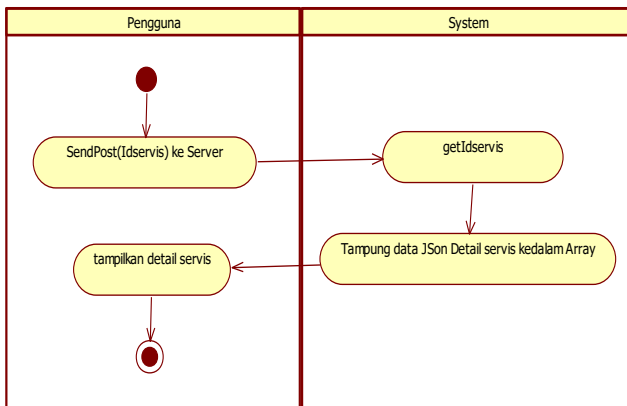 Pengguna
System
SendPost(Idservis) ke Server
getIdservis
Tampung data JSon Detail servis kedalam Array
tampilkan detail servis